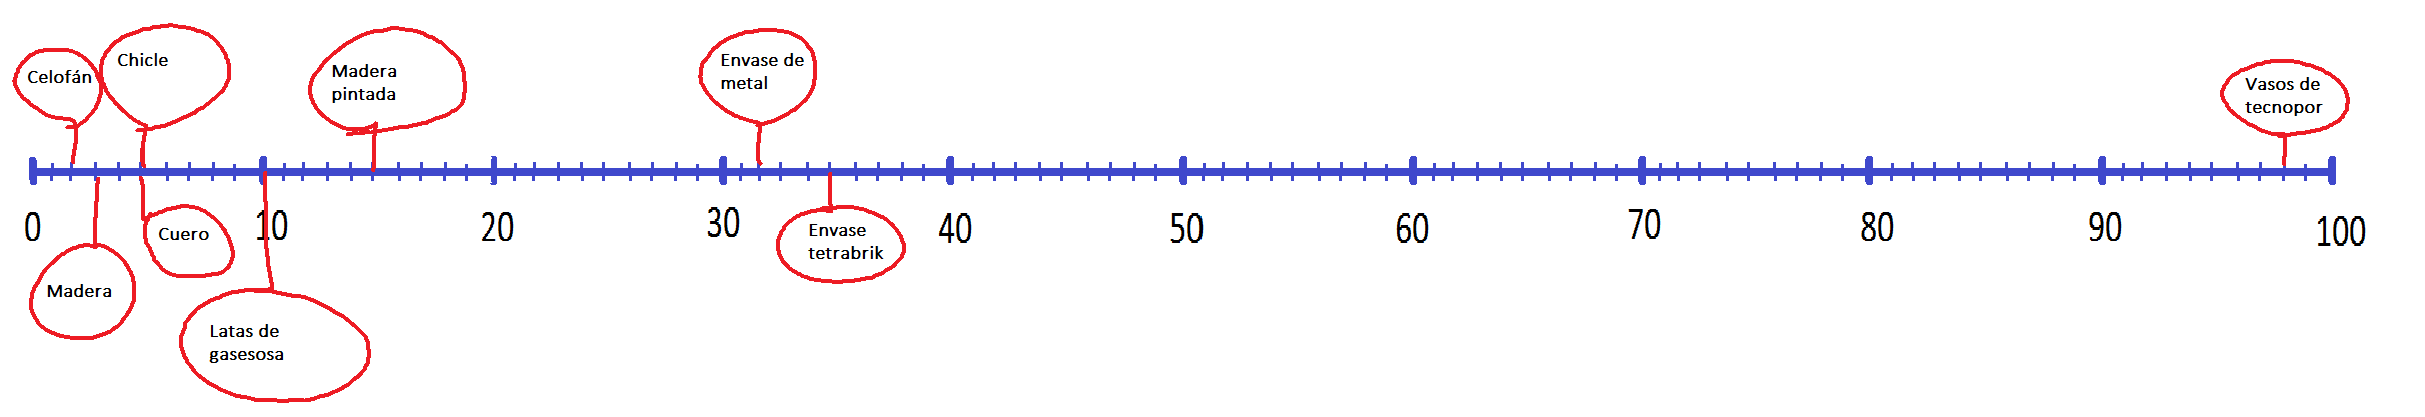 Celofán
Chicle
Madera
pintada
Envase de
metal
Vasos de
tecnopor
0
10
20
30
40
50
60
70
80
90
100
Cuero
Madera
Latas de
gasesosa
Envase
tetrabrik